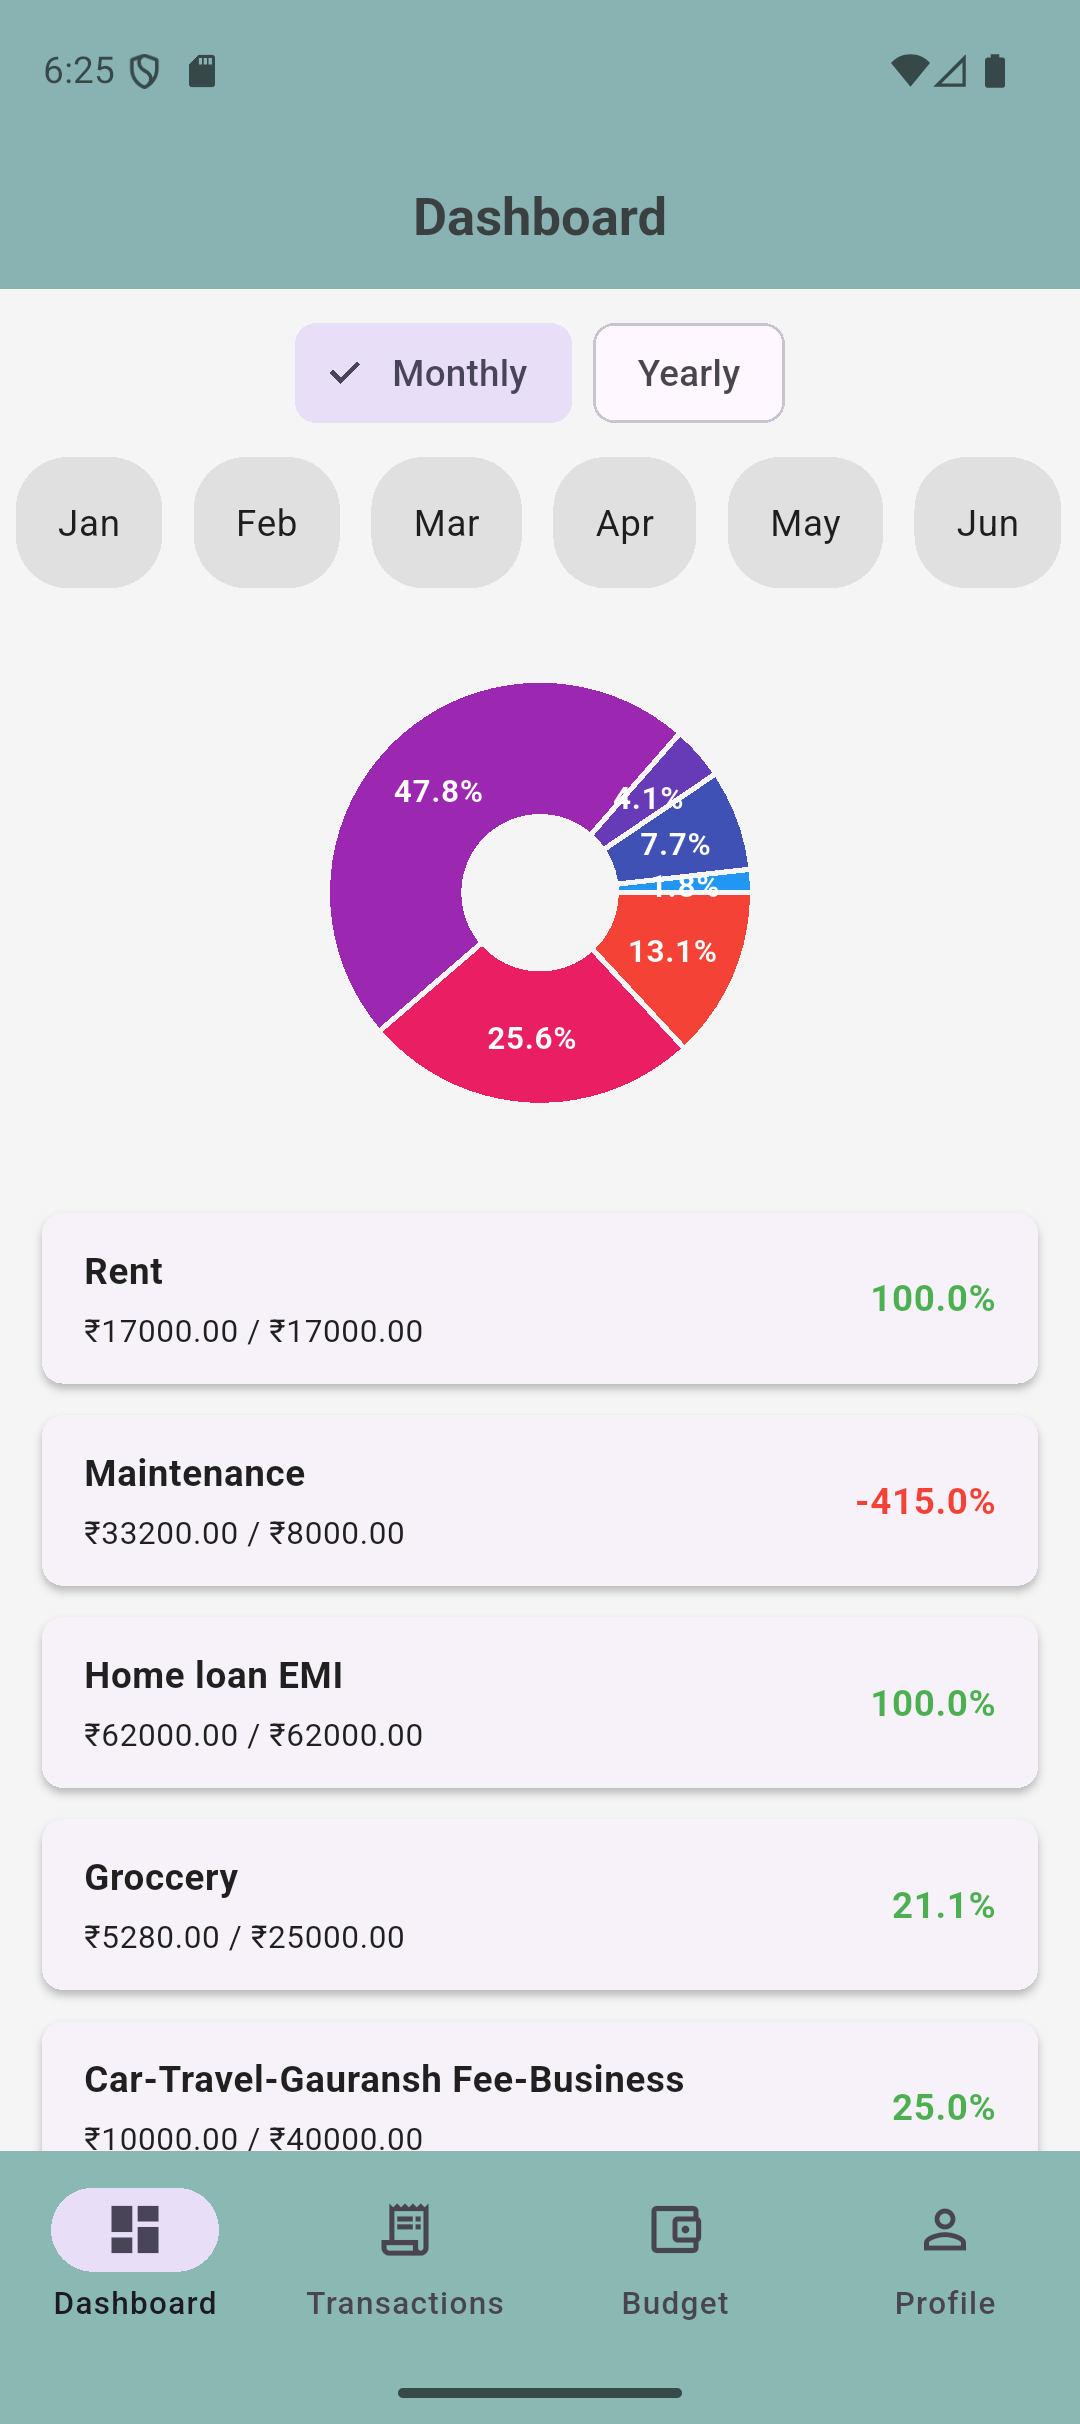 6:25
Dashboard
Monthly
Yearly
Jan Feb Mar Apr May Jun
47.8%
4.1%
7.7%
1.8%
13.1%
25.6%
Rent
₹17000.00 / ₹17000.00
100.0%
Maintenance
₹33200.00 / ₹8000.00
-415.0%
Home loan EMI
₹62000.00 / ₹62000.00
100.0%
Groccery
₹5280.00 / ₹25000.00
21.1%
Car-Travel-Gauransh Fee-Business
₹10000.00 / ₹40000.00
25.0%
Dashboard Transactions Budget Profile